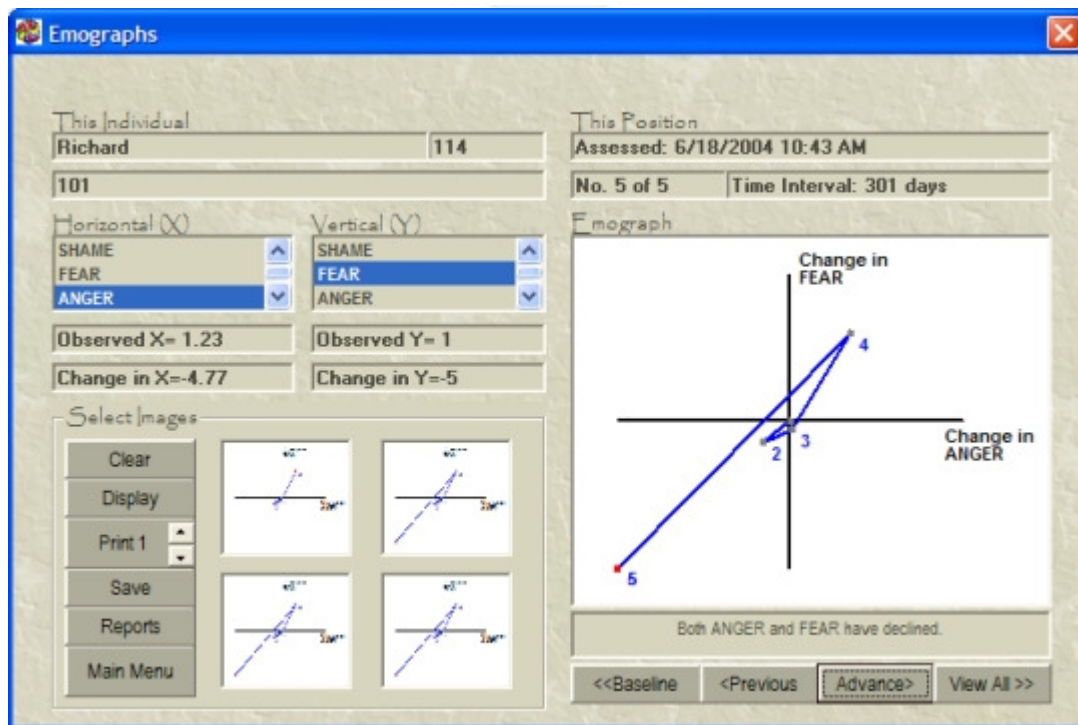 Emographs
This Individual
Richard 114
101
Horizontal (X) Vertical (Y)
SHAME SHAME
FEAR FEAR
ANGER ANGER
Observed X= 1.23 Observed Y= 1
Change in X=-4.77 Change in Y=-5
Select Images
Clear
Display
Print 1
Save
Reports
Main Menu
This Position
Assessed: 6/18/2004 10:43 AM
No. 5 of 5 Time Interval: 301 days
Emograph
Change in
FEAR
4
Change in
ANGER
2 3
5
Both ANGER and FEAR have declined.
<<Baseline <Previous Advance> View All >>